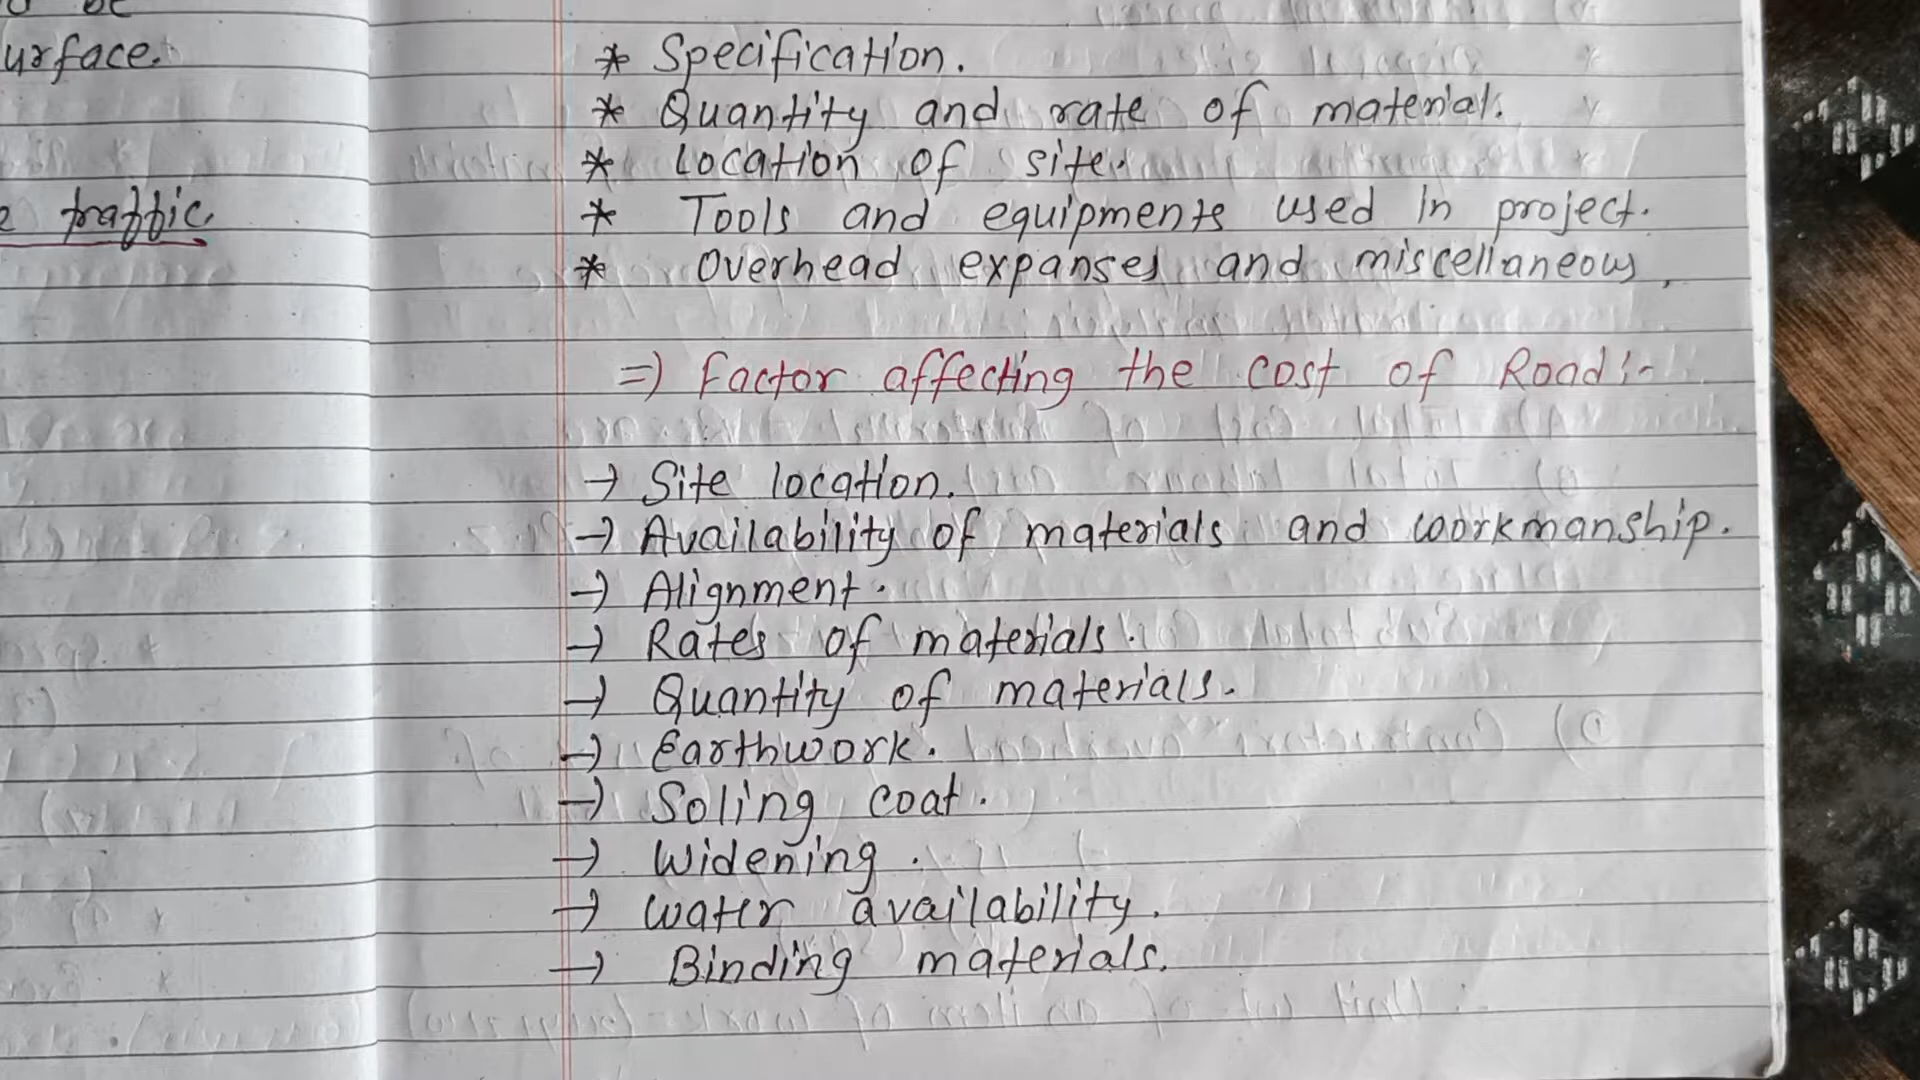 urface.
traffic.
* Specification.
* Quantity and rate of material.
* Location of site.
* Tools and equipments used in project.
* Overhead expanses and miscellaneous.
=) Factor affecting the cost of Road:-
→ Site location.
→ Availability of materials and workmanship.
→ Alignment.
→ Rates of materials.
→ Quantity of materials.
→ Earthwork.
→ Soling coat.
→ Widening.
→ Water availability.
→ Binding materials.